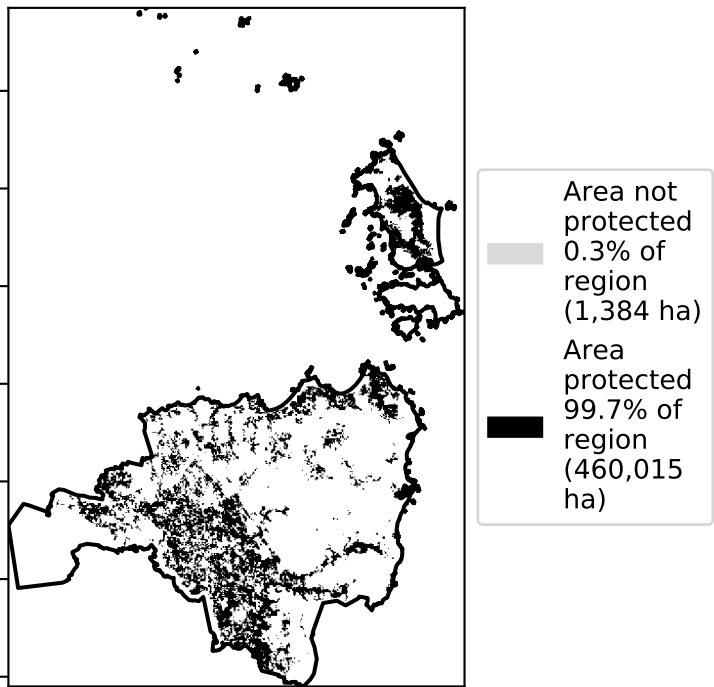 Area not
protected
0.3% of
region
(1,384 ha)
Area
protected
99.7% of
region
(460,015
ha)